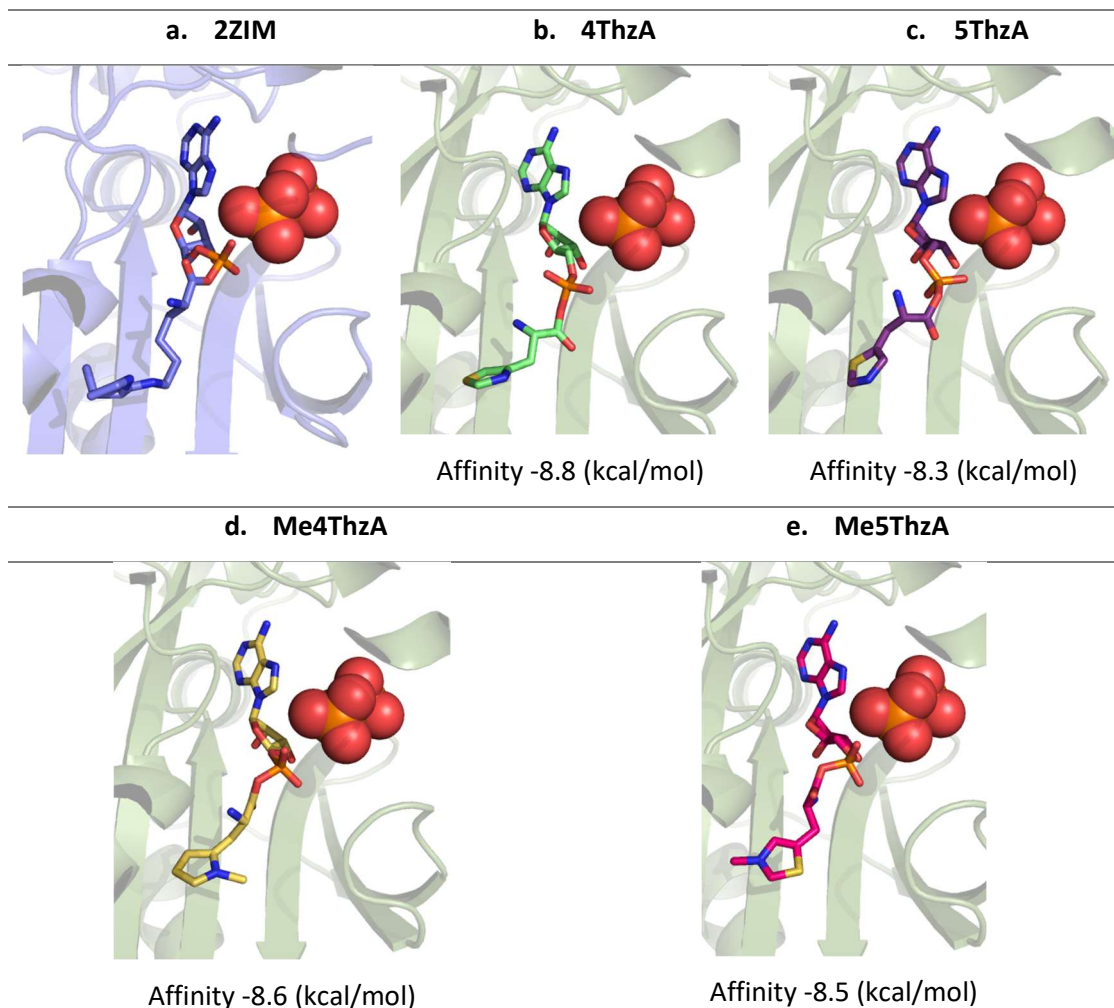 a. 2ZIM
b. 4ThzA
c. 5ThzA
Affinity -8.8 (kcal/mol)
Affinity -8.3 (kcal/mol)
d. Me4ThzA
e. Me5ThzA
Affinity -8.6 (kcal/mol)
Affinity -8.5 (kcal/mol)